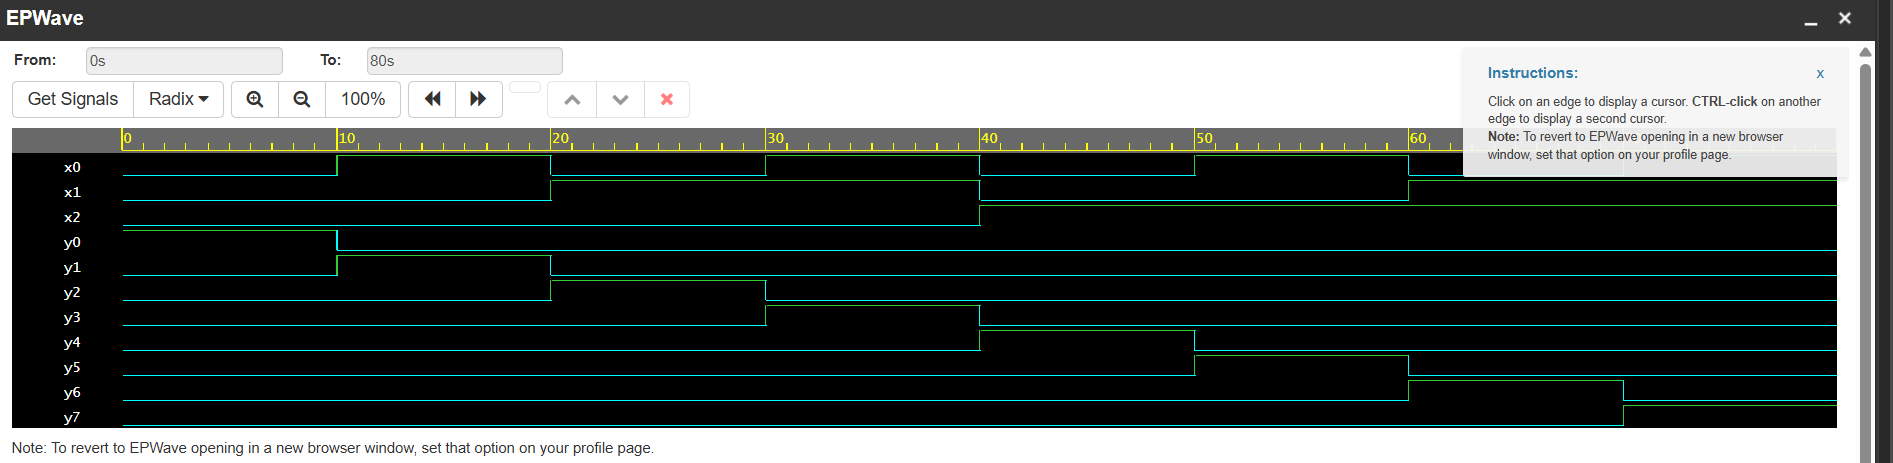 EPWave
From: 0s To: 80s
Instructions: x
Get Signals Radix 100%
Click on an edge to display a cursor. CTRL-click on another
edge to display a second cursor.
Note: To revert to EPWave opening in a new browser
window, set that option on your profile page.
0 10 20 30 40 50 60
x0
x1
x2
y0
y1
y2
y3
y4
y5
y6
y7
Note: To revert to EPWave opening in a new browser window, set that option on your profile page.